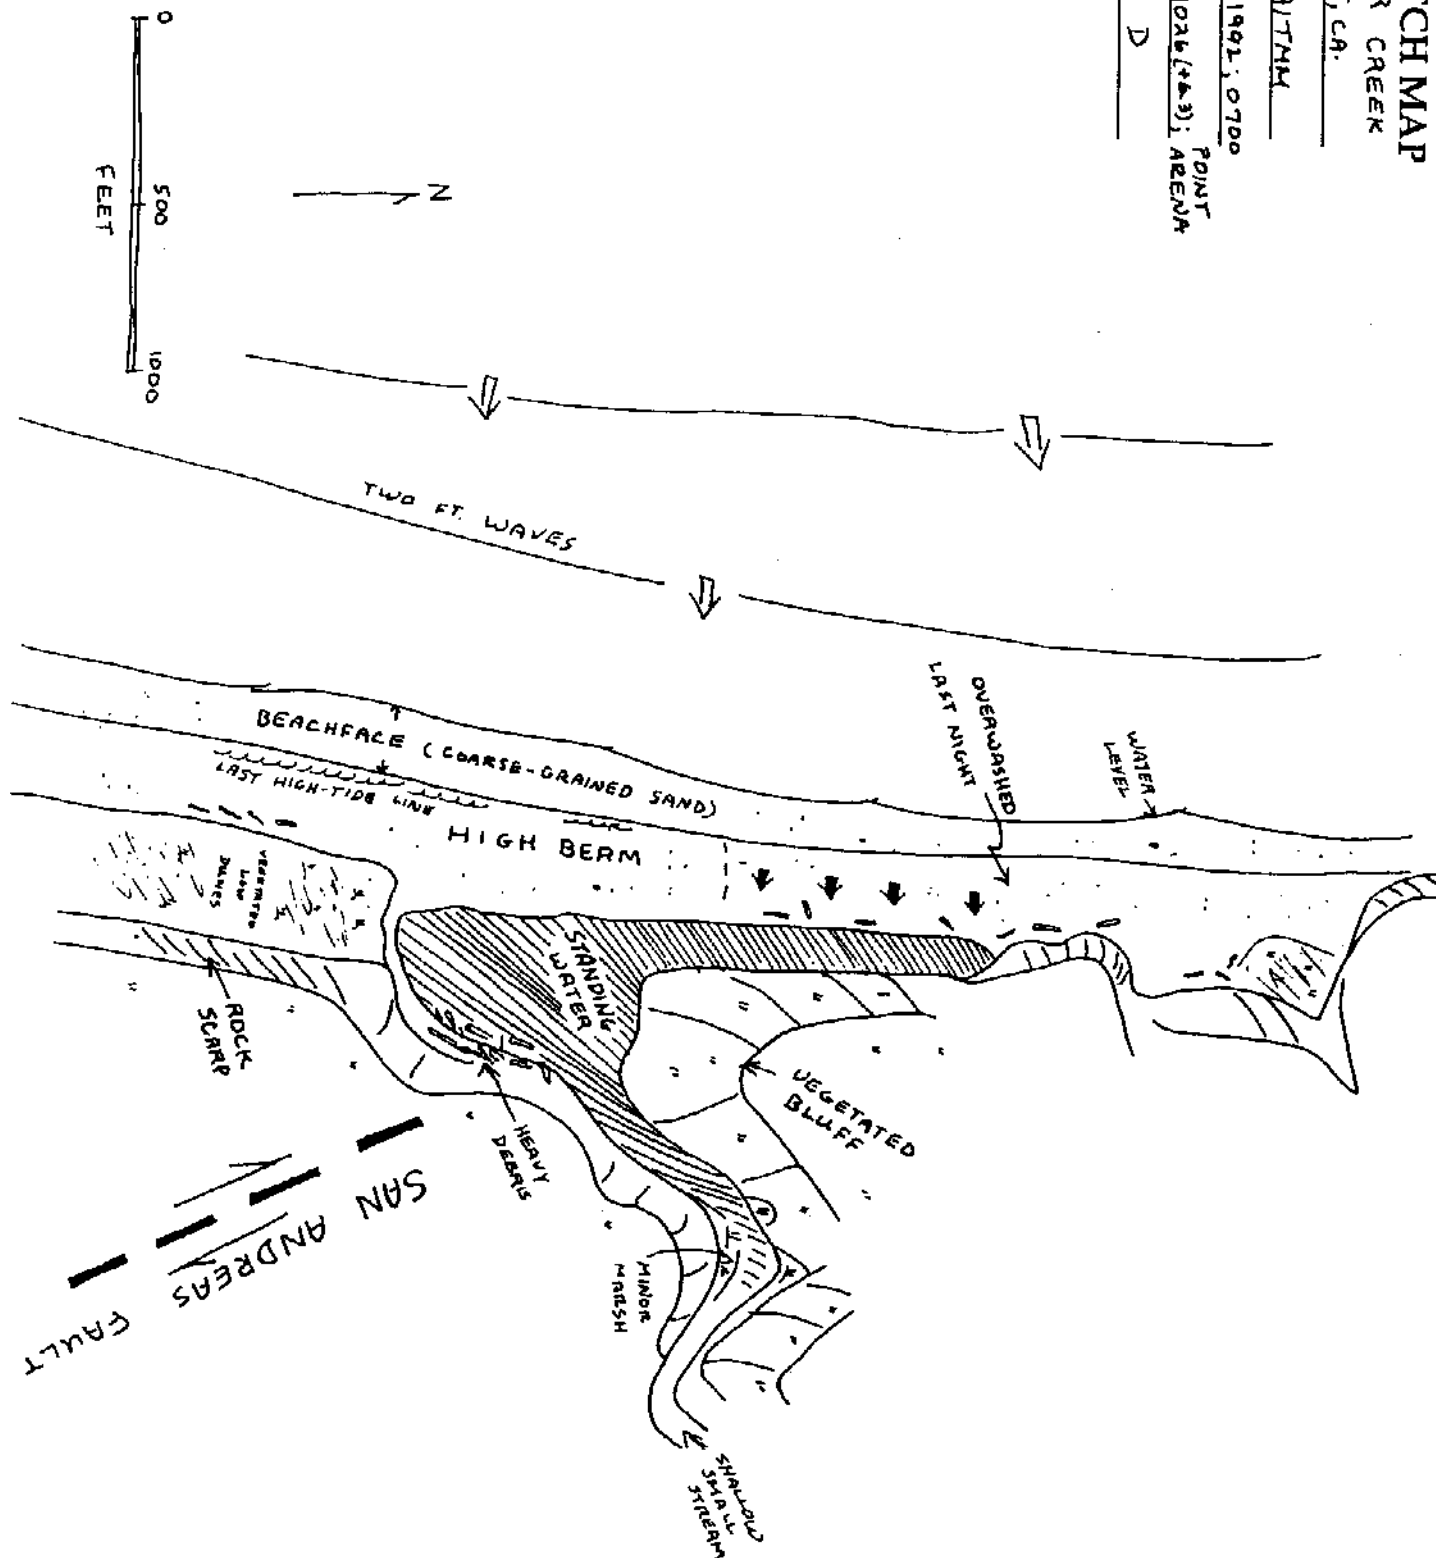 TCH MAP
R CREEK
, CA.
/TMM
1992; 0700
POINT
ARENA
D
0
500
1000
FEET
N
TWO FT. WAVES
OVERWASHED
LAST NIGHT
WATER
LEVEL
BEACHFACE (COARSE-GRAINED SAND)
LAST HIGH-TIDE LINE
HIGH BERM
VEGETATED
LOW
DUNES
STANDING
WATER
ROCK
SCARP
HEAVY
DEBRIS
VEGETATED
BLUFF
MINOR
MARSH
SHALLOW
SMALL
STREAM
SAN ANDREAS FAULT